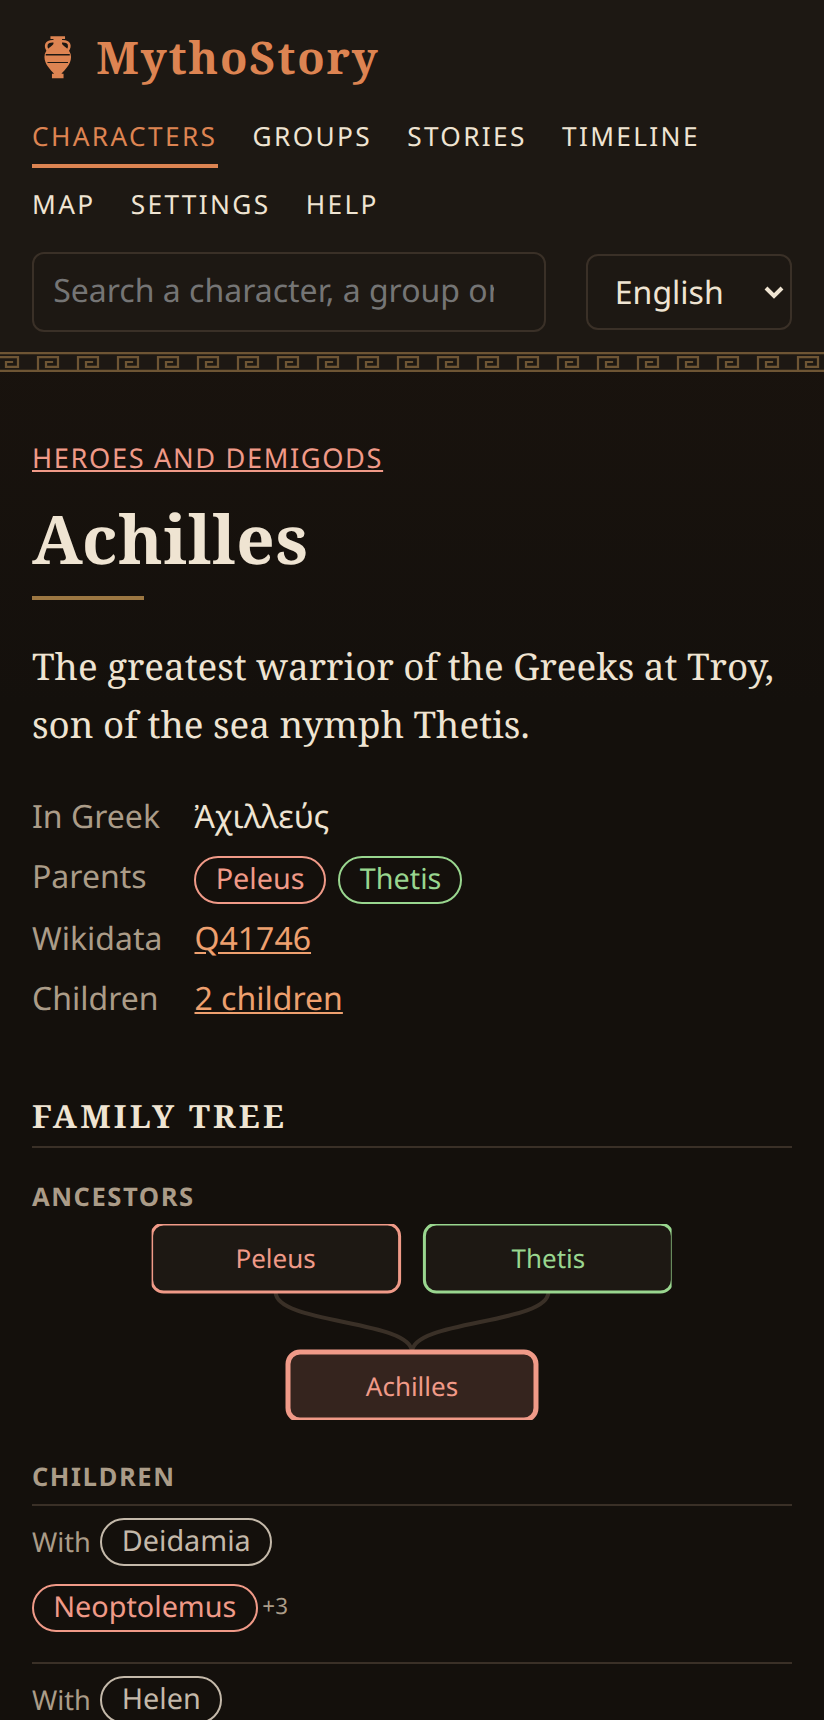 MythoStory
CHARACTERS GROUPS STORIES TIMELINE
MAP SETTINGS HELP
Search a character, a group or English
HEROES AND DEMIGODS
Achilles
The greatest warrior of the Greeks at Troy,
son of the sea nymph Thetis.
In Greek Ἀχιλλεύς
Parents Peleus Thetis
Wikidata Q41746
Children 2 children
FAMILY TREE
ANCESTORS
Peleus Thetis
Achilles
CHILDREN
With Deidamia
Neoptolemus +3
With Helen